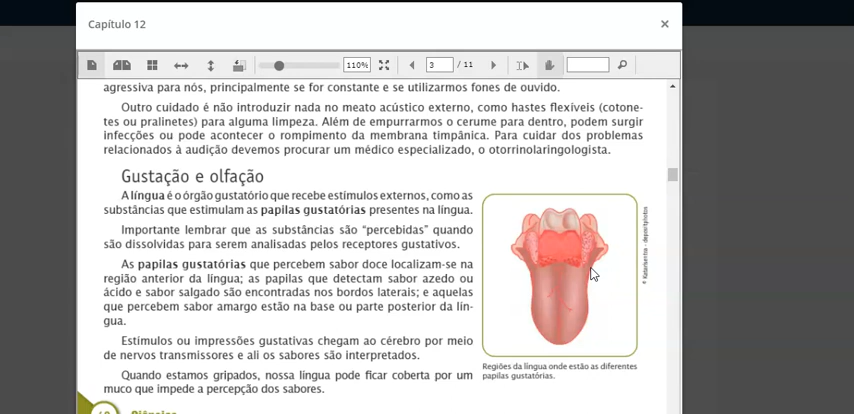 Capítulo 12
×
110%
3
/ 11
agressiva para nós, principalmente se for constante e se utilizarmos fones de ouvido.
Outro cuidado é não introduzir nada no meato acústico externo, como hastes flexíveis (cotone-
tes ou pralinetes) para alguma limpeza. Além de empurrarmos o cerume para dentro, podem surgir
infecções ou pode acontecer o rompimento da membrana timpânica. Para cuidar dos problemas
relacionados à audição devemos procurar um médico especializado, o otorrinolaringologista.
Gustação e olfação
A língua é o órgão gustatório que recebe estímulos externos, como as
substâncias que estimulam as papilas gustatórias presentes na língua.
Importante lembrar que as substâncias são "percebidas" quando
são dissolvidas para serem analisadas pelos receptores gustativos.
As papilas gustatórias que percebem sabor doce localizam-se na
região anterior da língua; as papilas que detectam sabor azedo ou
ácido e sabor salgado são encontradas nos bordos laterais; e aquelas
que percebem sabor amargo estão na base ou parte posterior da lín-
gua.
Estímulos ou impressões gustativas chegam ao cérebro por meio
de nervos transmissores e ali os sabores são interpretados.
Quando estamos gripados, nossa língua pode ficar coberta por um
muco que impede a percepção dos sabores.
Regiões da língua onde estão as diferentes
papilas gustatórias.